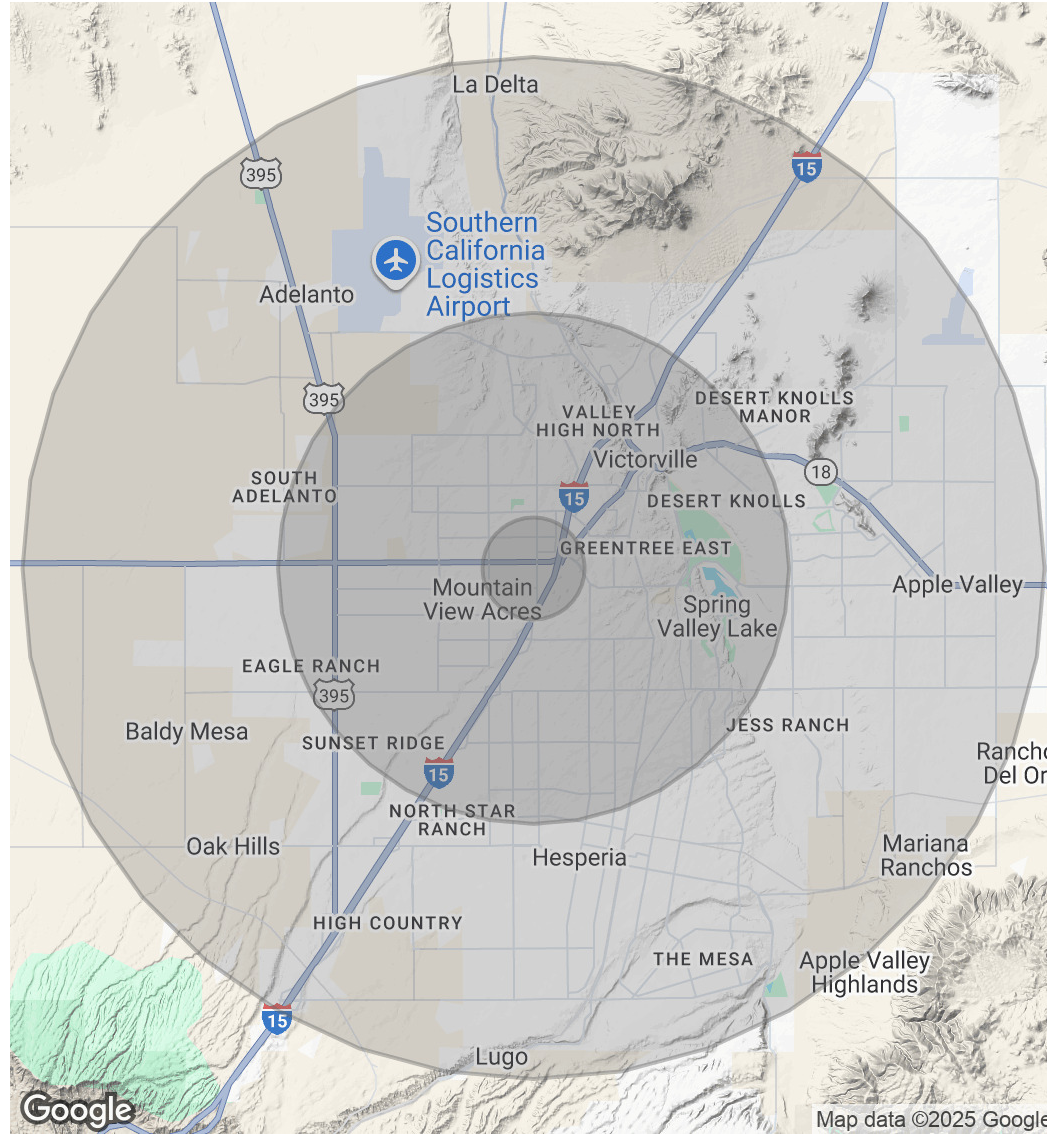 La Delta
15
395
Southern
California
Logistics
Airport
Adelanto
395
DESERT KNOLLS
MANOR
VALLEY
HIGH NORTH
Victorville
18
SOUTH
ADELANTO
15
DESERT KNOLLS
GREENTREE EAST
Mountain
View Acres
Apple Valley
Spring
Valley Lake
EAGLE RANCH
395
Baldy Mesa
JESS RANCH
SUNSET RIDGE
Rancho
Del Or
15
NORTH STAR
RANCH
Oak Hills
Hesperia
Mariana
Ranchos
HIGH COUNTRY
THE MESA
Apple Valley
Highlands
15
Lugo
Google
Map data ©2025 Google